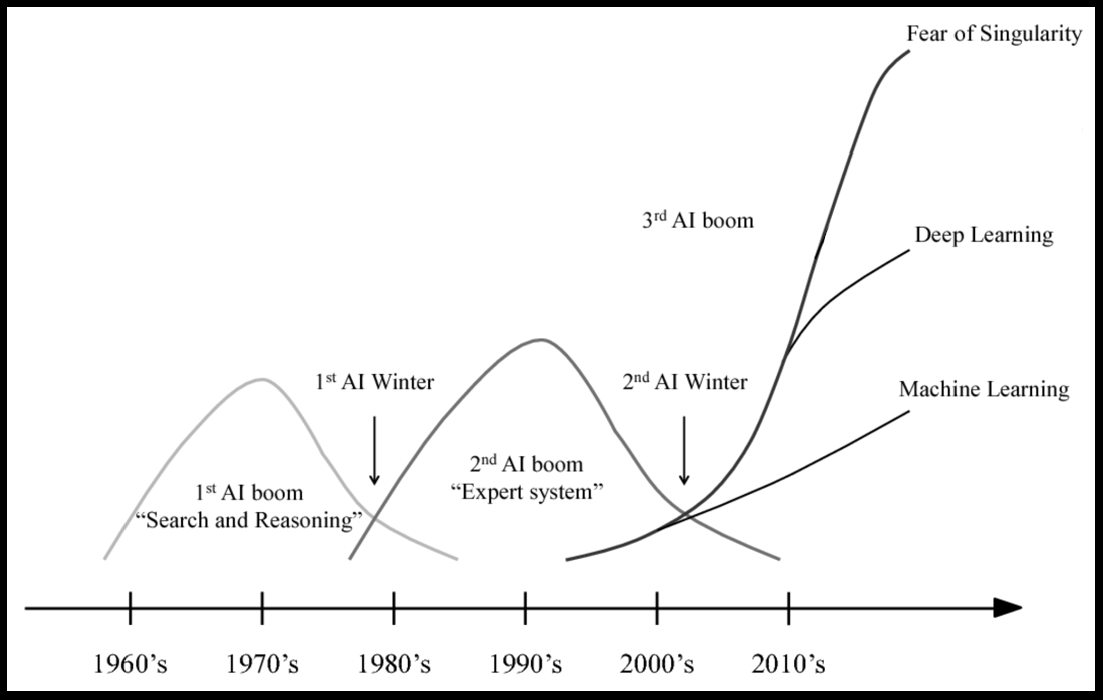 Fear of Singularity
3rd AI boom
Deep Learning
1st AI Winter
2nd AI Winter
Machine Learning
2nd AI boom
“Expert system”
1st AI boom
“Search and Reasoning”
1960’s
1970’s
1980’s
1990’s
2000’s
2010’s